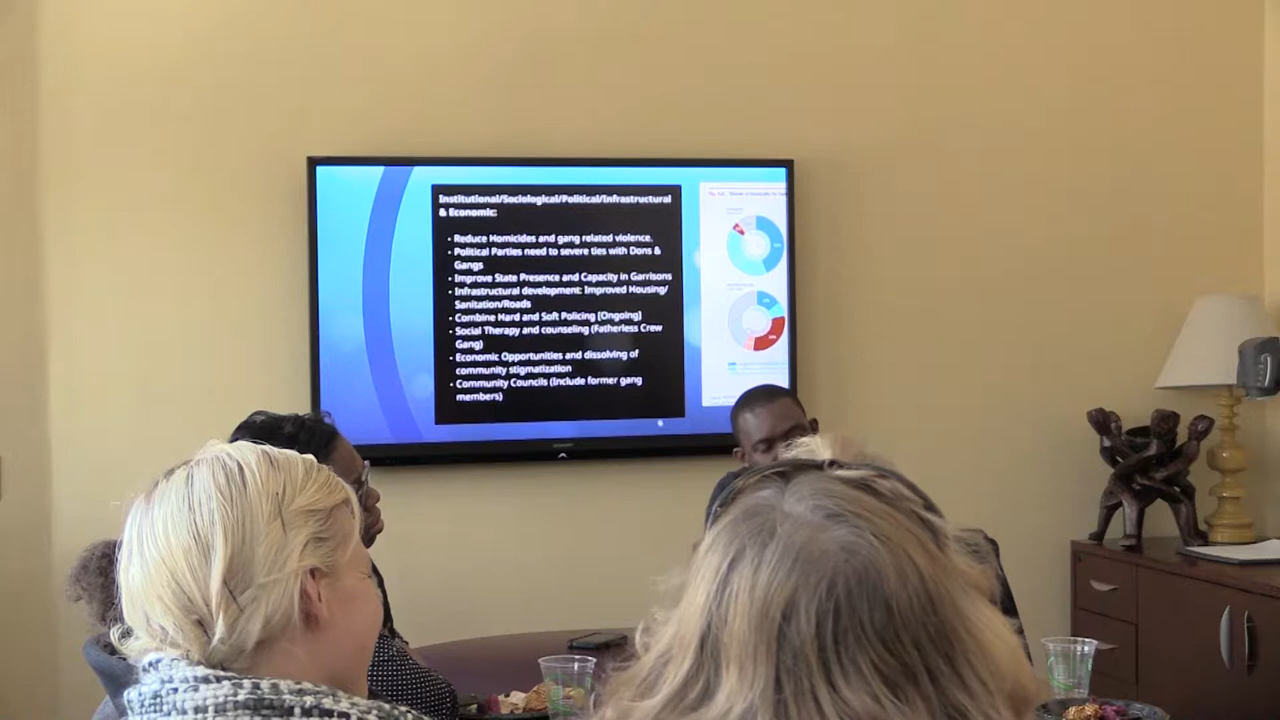 Institutional/Sociological/Political/Infrastructural
& Economic:
• Reduce Homicides and gang related violence.
• Political Parties need to severe ties with Dons &
Gangs
• Improve State Presence and Capacity in Garrisons
• Infrastructural development: Improved Housing/
Sanitation/Roads
• Combine Hard and Soft Policing (Ongoing)
• Social Therapy and counseling (Fatherless Crew
Gang)
• Economic Opportunities and dissolving of
community stigmatization
• Community Councils (Include former gang
members)